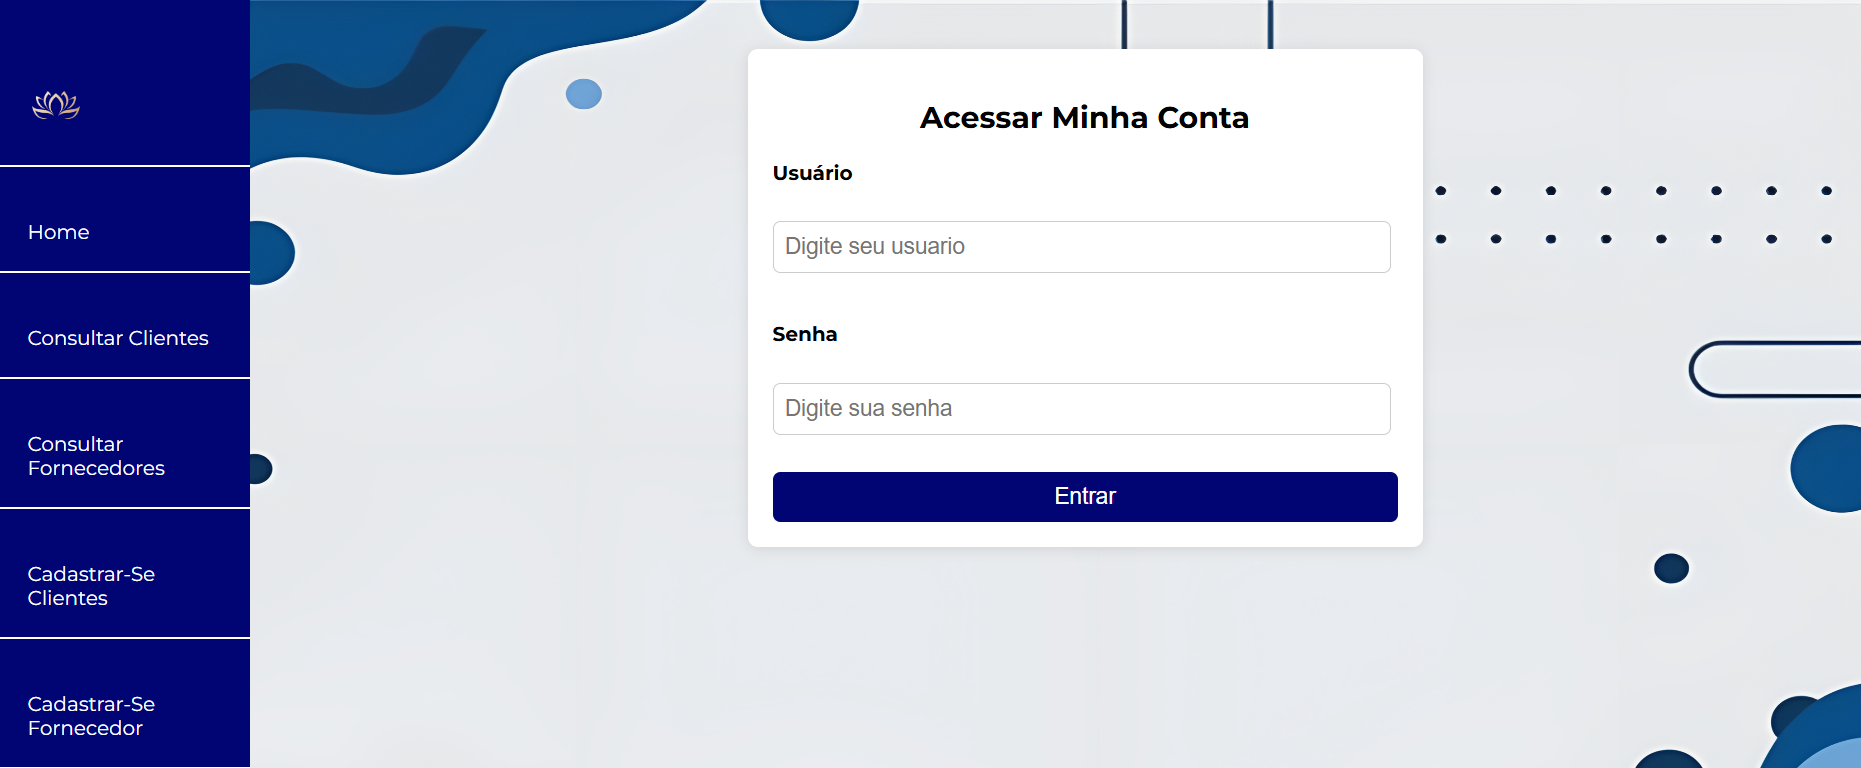 Home
Consultar Clientes
Consultar
Fornecedores
Cadastrar-Se
Clientes
Cadastrar-Se
Fornecedor
Acessar Minha Conta
Usuário
Digite seu usuario
Senha
Digite sua senha
Entrar